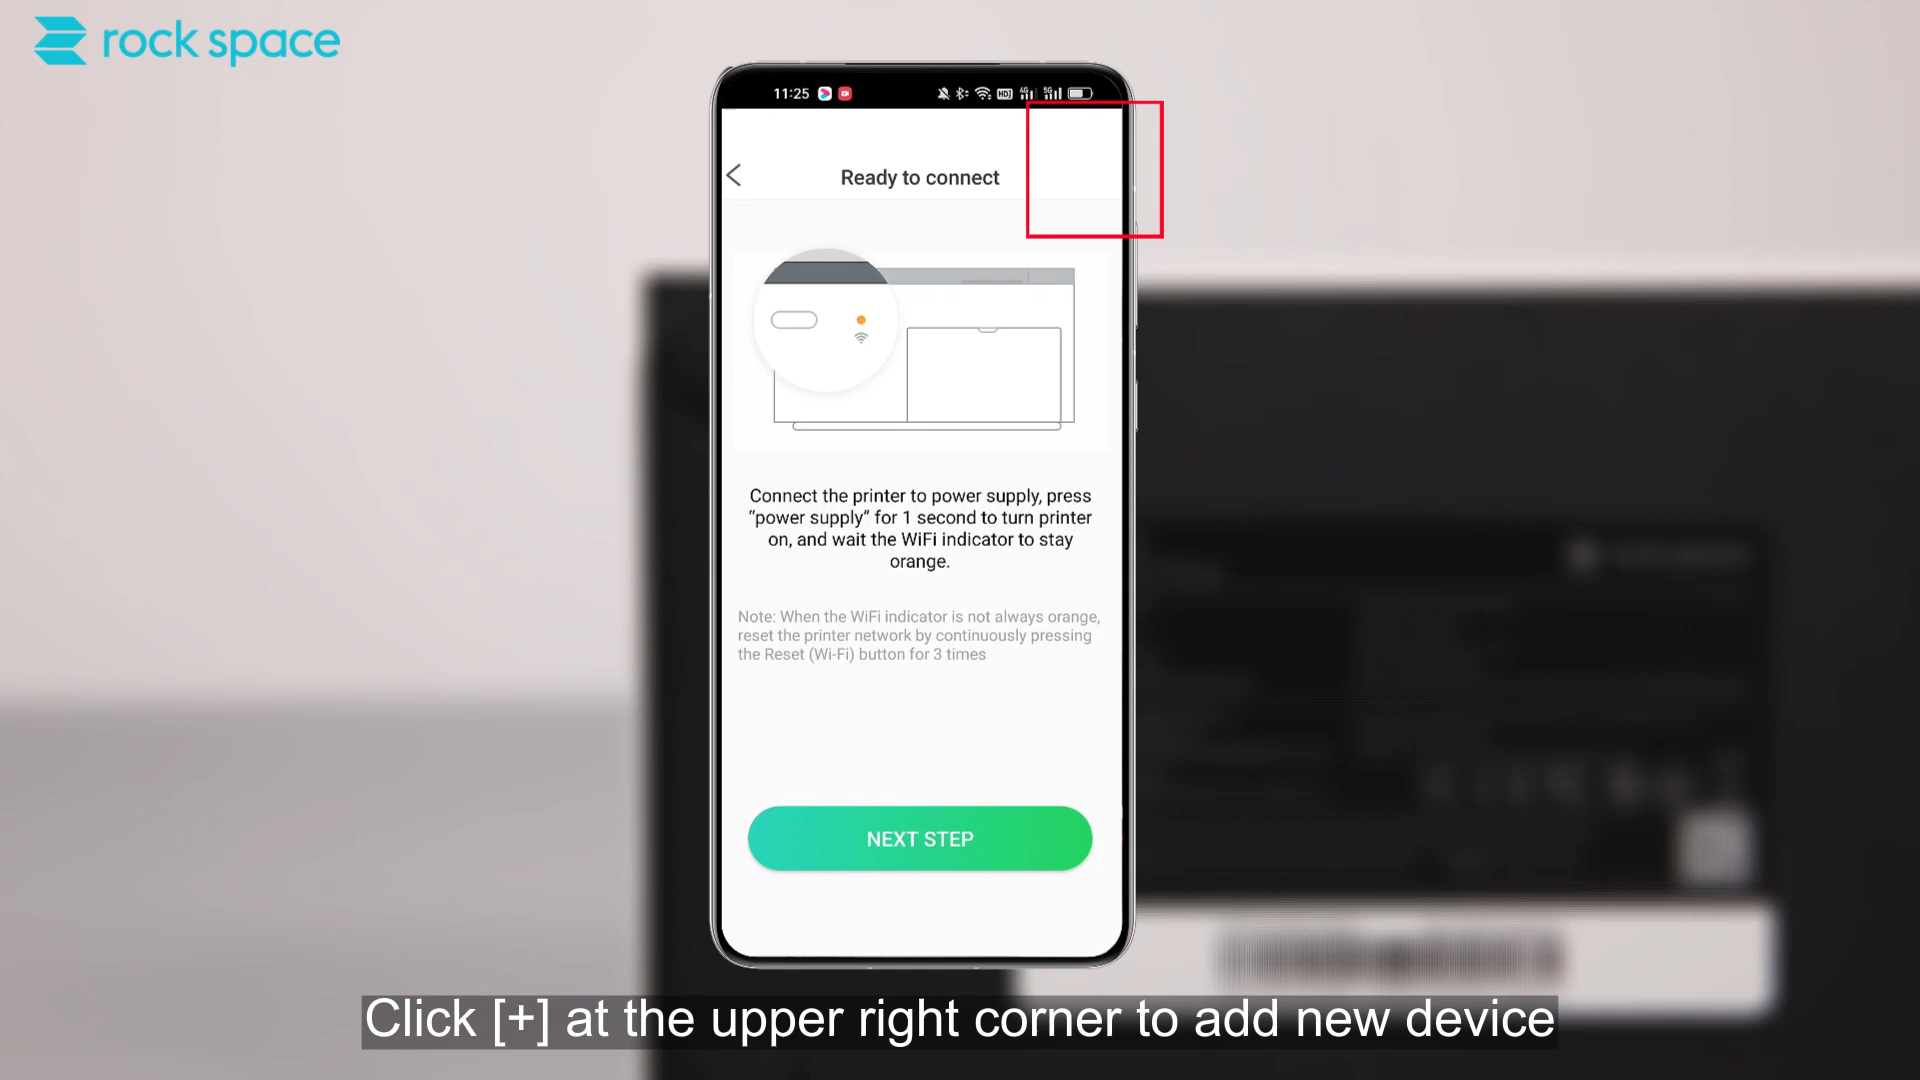 rock space
11:25
Ready to connect
Connect the printer to power supply, press
“power supply” for 1 second to turn printer
on, and wait the WiFi indicator to stay
orange.
Note: When the WiFi indicator is not always orange,
reset the printer network by continuously pressing
the Reset (Wi-Fi) button for 3 times
NEXT STEP
Click [+] at the upper right corner to add new device